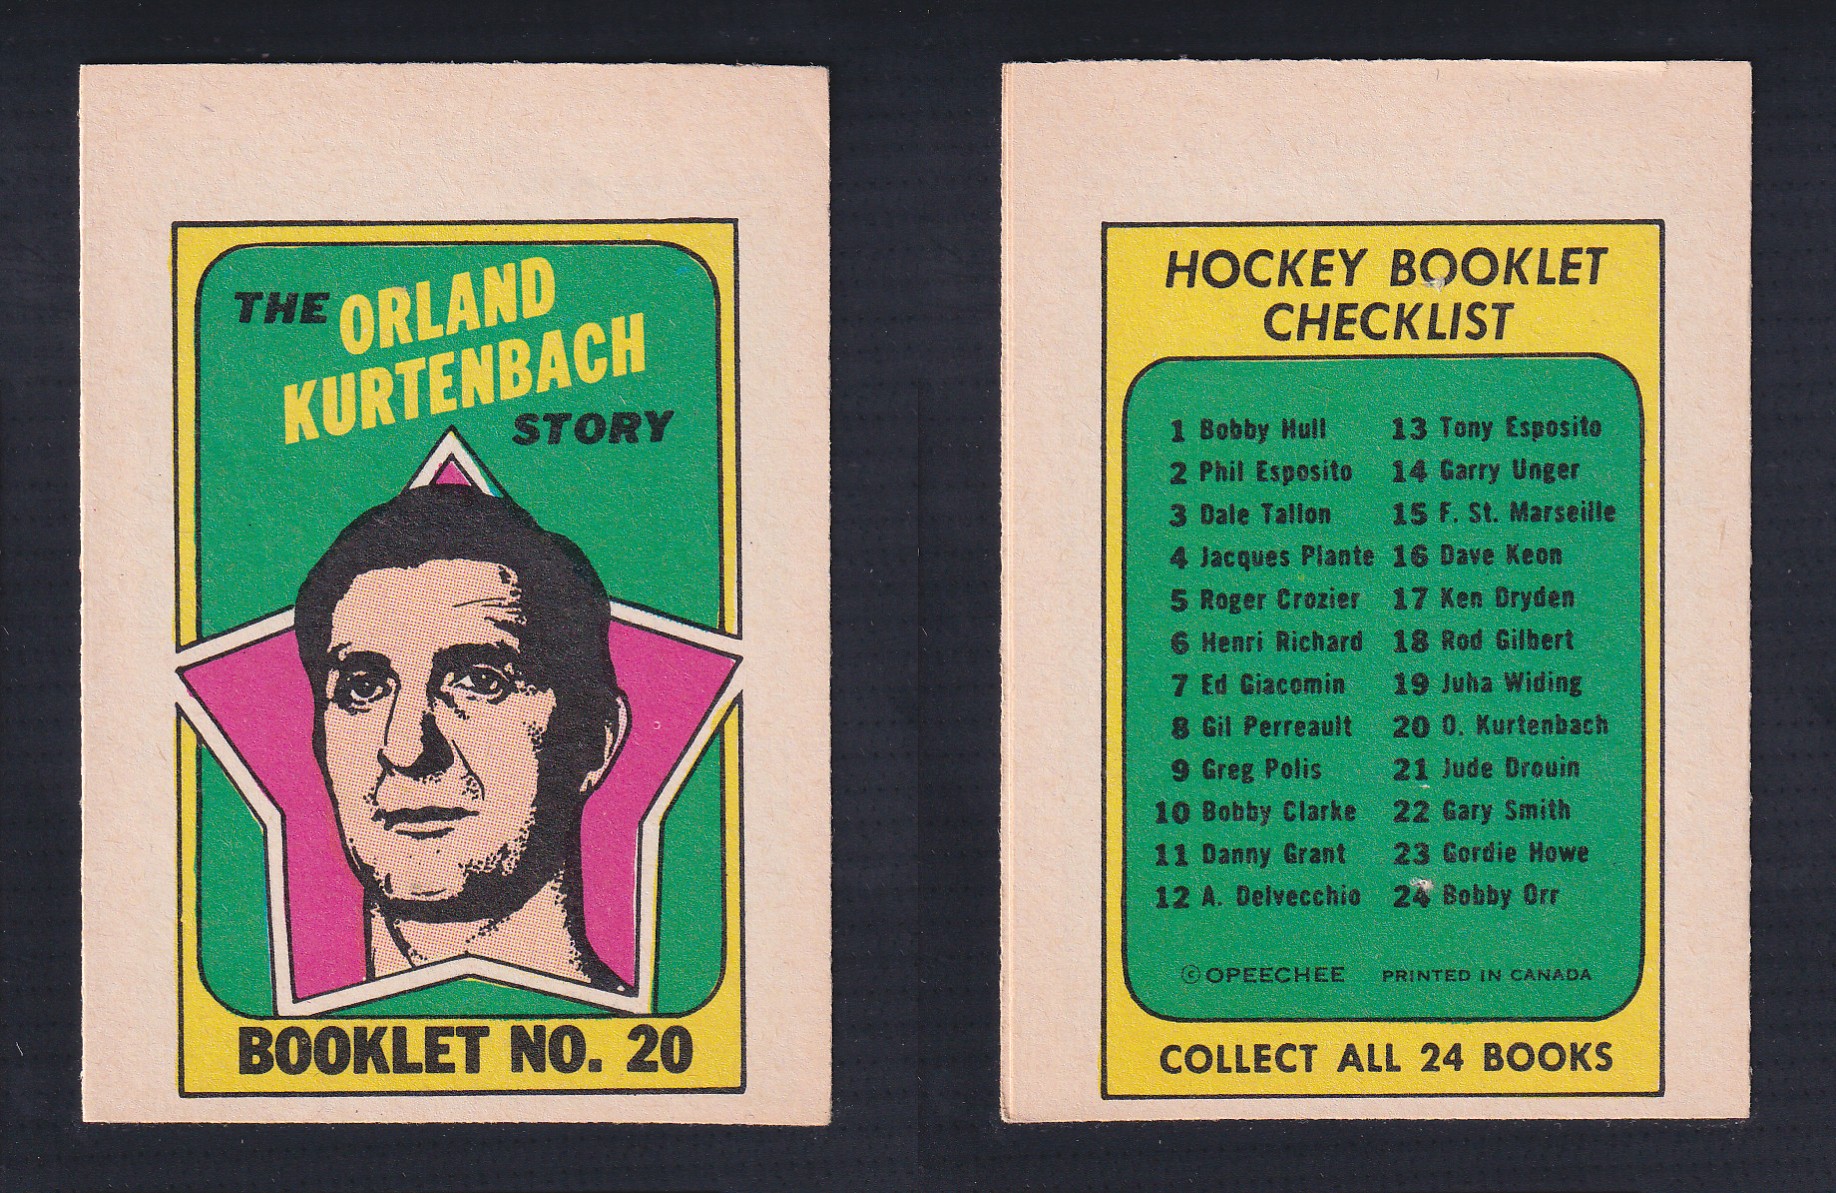 THE ORLAND
KURTENBACH
STORY
BOOKLET NO. 20
HOCKEY BOOKLET
CHECKLIST
1 Bobby Hull
2 Phil Esposito
3 Dale Tallon
4 Jacques Plante
5 Roger Crozier
6 Henri Richard
7 Ed Giacomin
8 Gil Perreault
9 Greg Polis
10 Bobby Clarke
11 Danny Grant
12 A. Delvecchio
13 Tony Esposito
14 Garry Unger
15 F. St. Marseille
16 Dave Keon
17 Ken Dryden
18 Rod Gilbert
19 Juha Widing
20 O. Kurtenbach
21 Jude Drouin
22 Gary Smith
23 Gordie Howe
24 Bobby Orr
© OPEECHEE PRINTED IN CANADA
COLLECT ALL 24 BOOKS